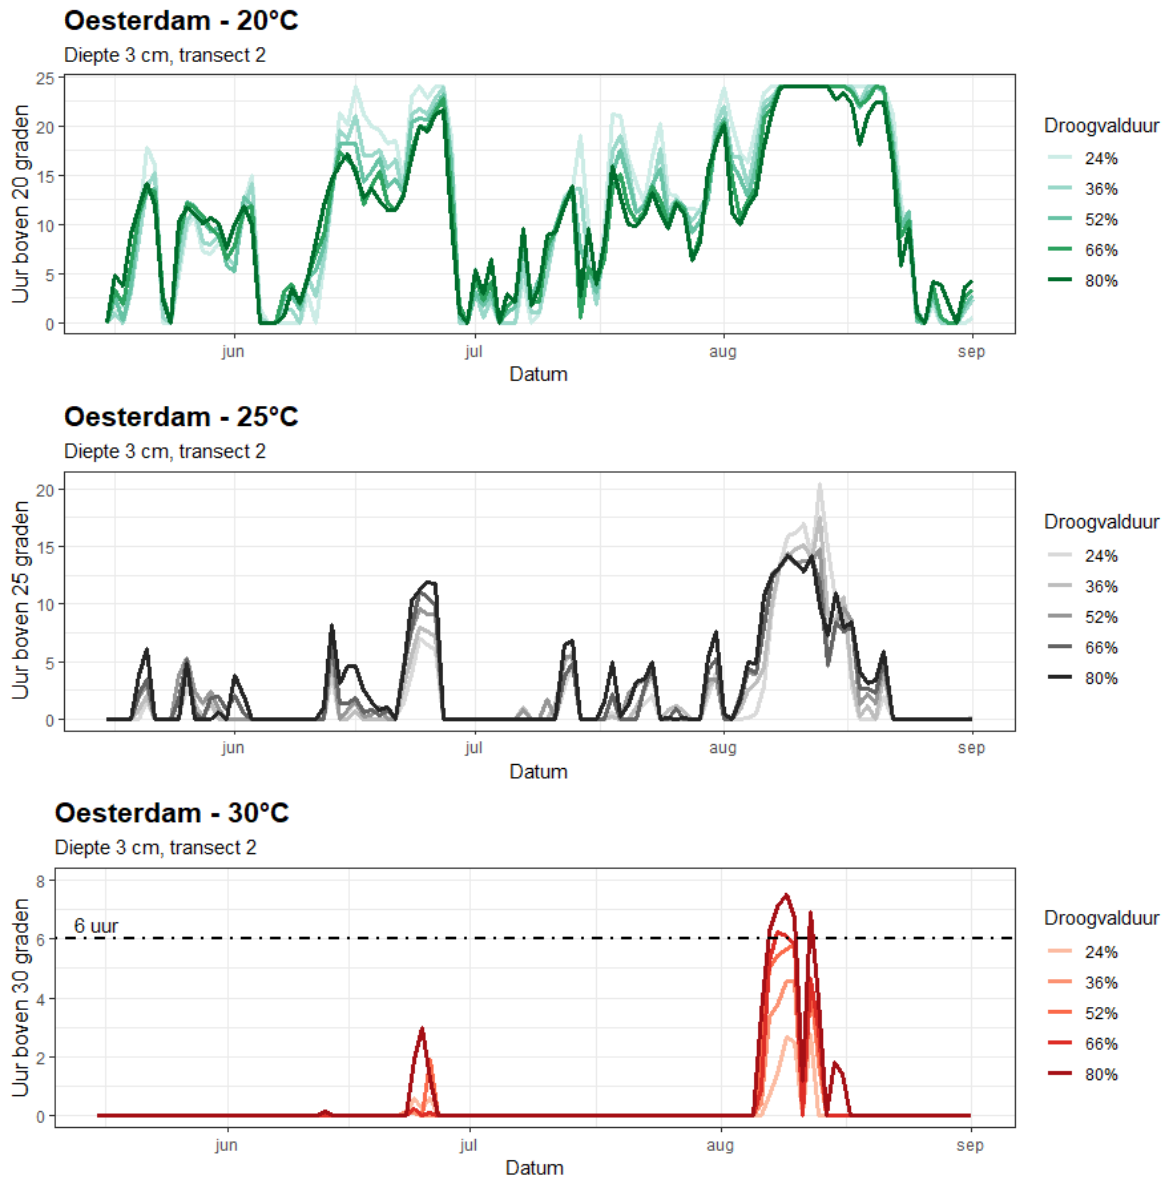 Oesterdam - 20°C
Diepte 3 cm, transect 2
Uur boven 20 graden
25
20
15
10
5
0
jun
jul
aug
sep
Datum
Droogvalduur
24%
36%
52%
66%
80%
Oesterdam - 25°C
Diepte 3 cm, transect 2
Uur boven 25 graden
20
15
10
5
0
jun
jul
aug
sep
Datum
Droogvalduur
24%
36%
52%
66%
80%
Oesterdam - 30°C
Diepte 3 cm, transect 2
Uur boven 30 graden
8
6
4
2
0
6 uur
jun
jul
aug
sep
Datum
Droogvalduur
24%
36%
52%
66%
80%